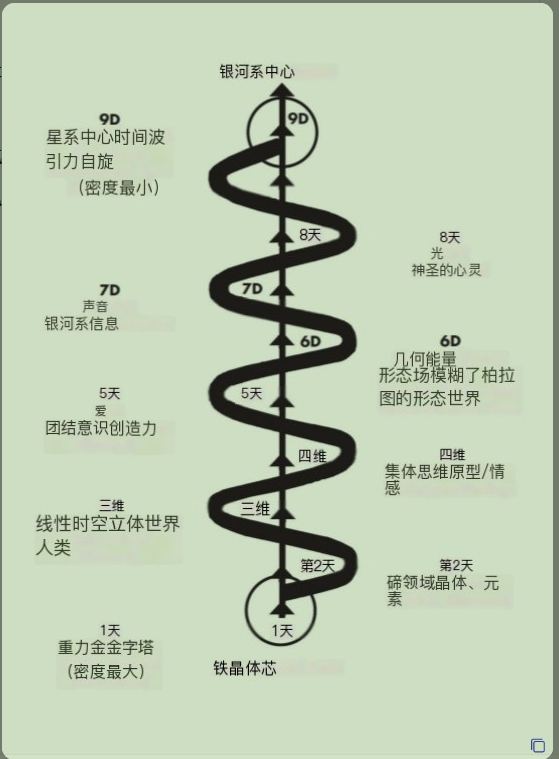 银河系中心
9D
9D
星系中心时间波
引力自旋
（密度最小）
8天
8天
光
神圣的心灵
7D
7D
声音
银河系信息
6D
6D
几何能量
形态场模糊了柏拉
图的形态世界
5天
5天
爱
团结意识创造力
四维
四维
集体思维原型/情
感
三维
三维
线性时空立体世界
人类
第2天
第2天
碲领域晶体、元
素
1天
1天
重力金金字塔
（密度最大）
铁晶体芯